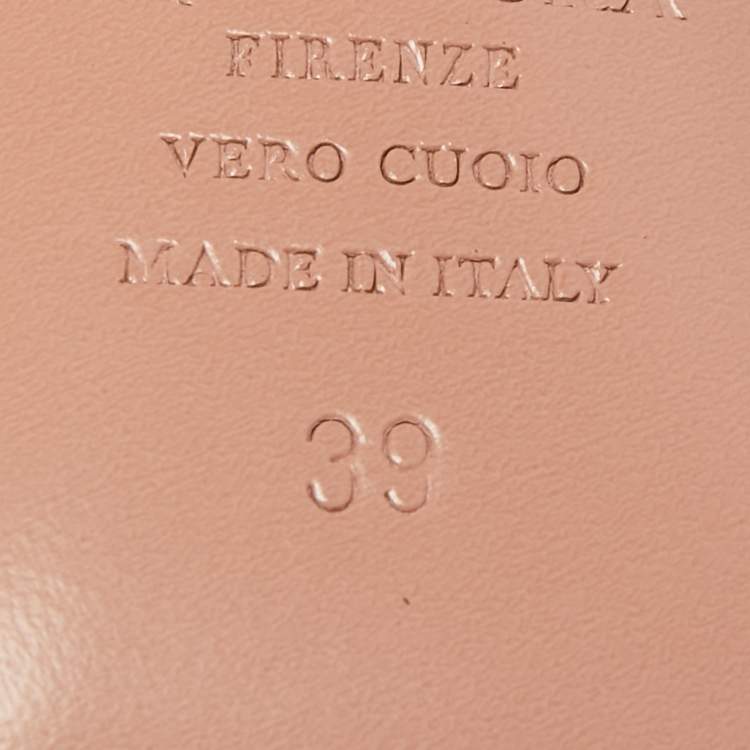 FIRENZE
VERO CUOIO
MADE IN ITALY
39